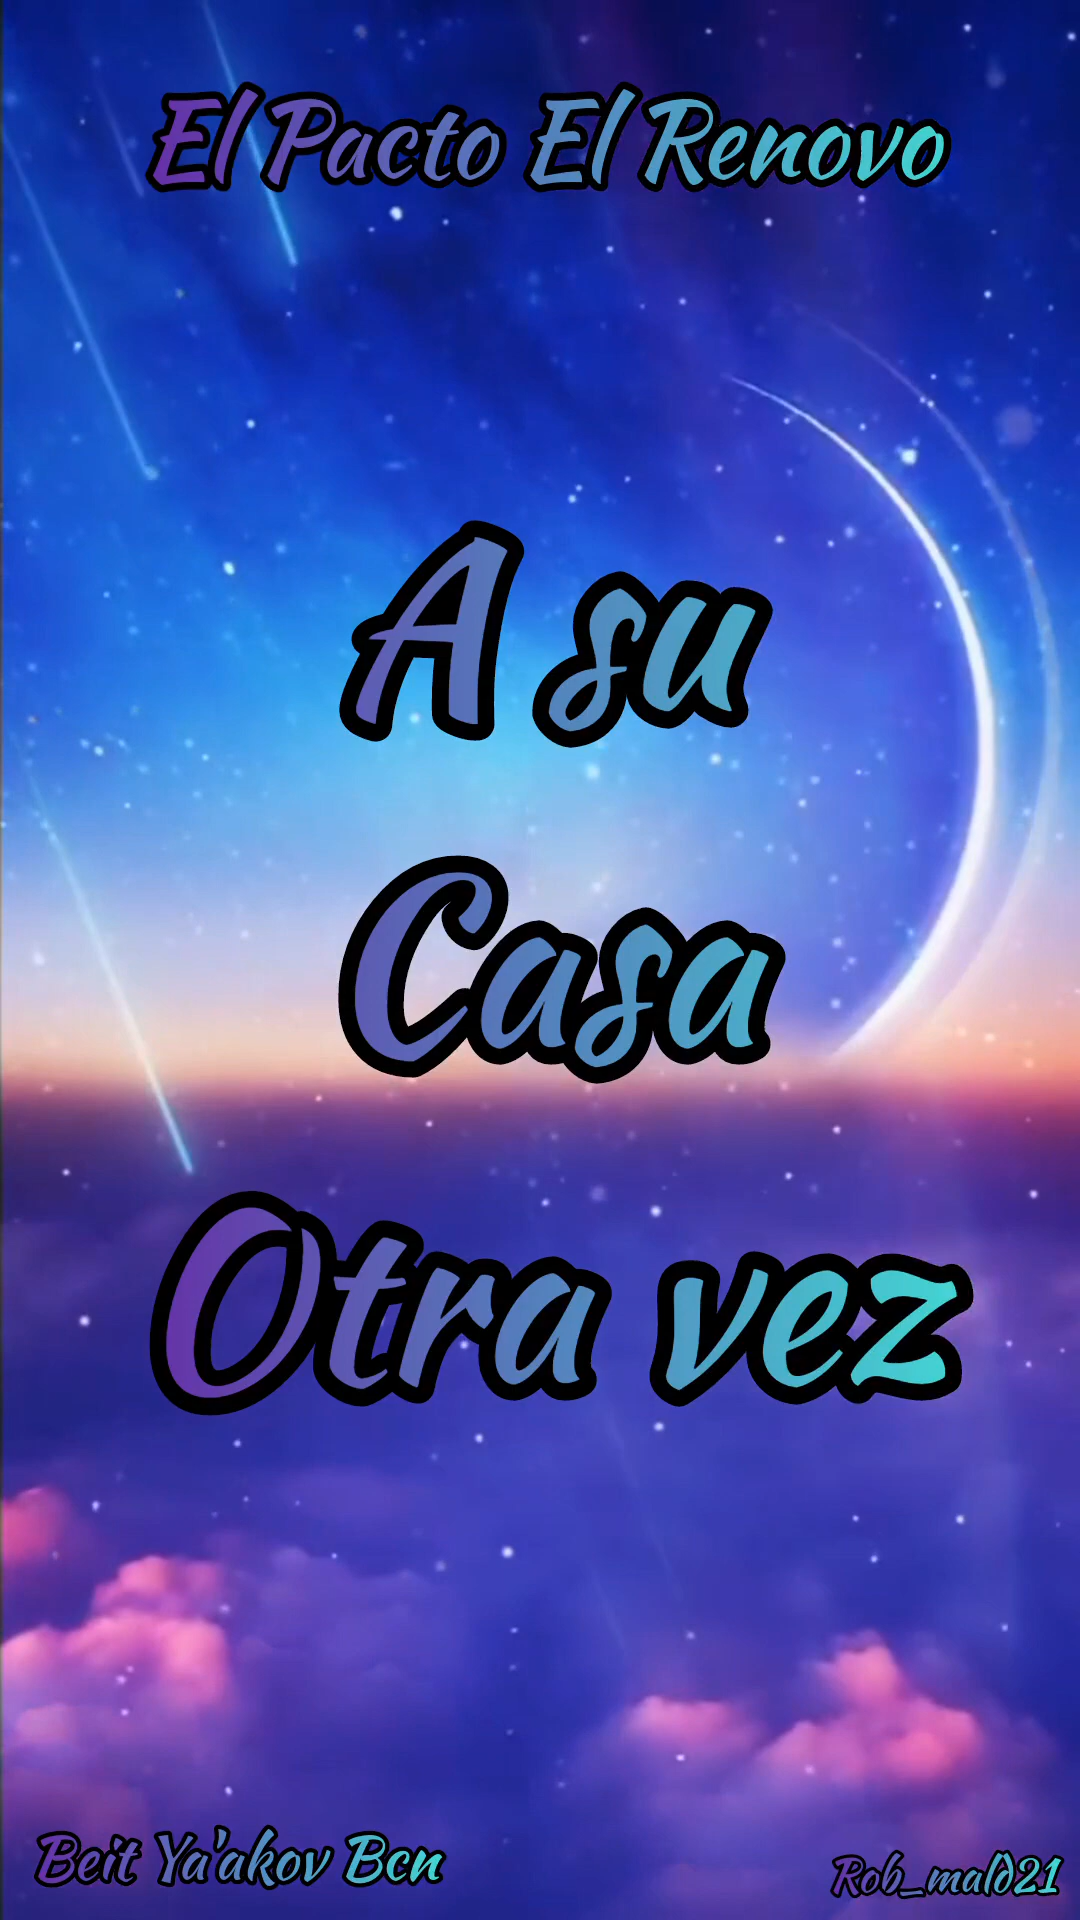 El Pacto El Renovo
A su
Casa
Otra vez
Beit Ya'akov Bcn
Rob_mald21